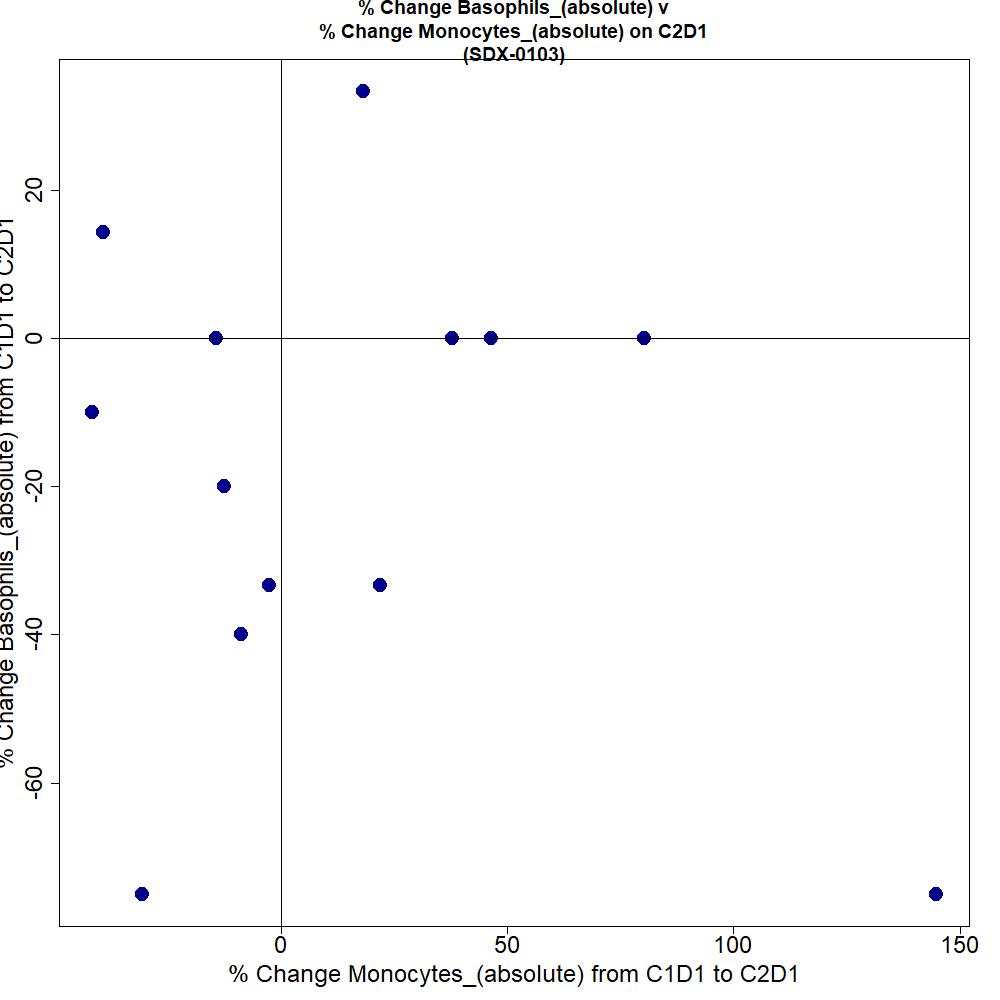 % Change Basophils_(absolute) v
% Change Monocytes_(absolute) on C2D1
(SDX-0103)
% Change Basophils_(absolute) from C1D1 to C2D1
20
0
-20
-40
-60
0
50
100
150
% Change Monocytes_(absolute) from C1D1 to C2D1